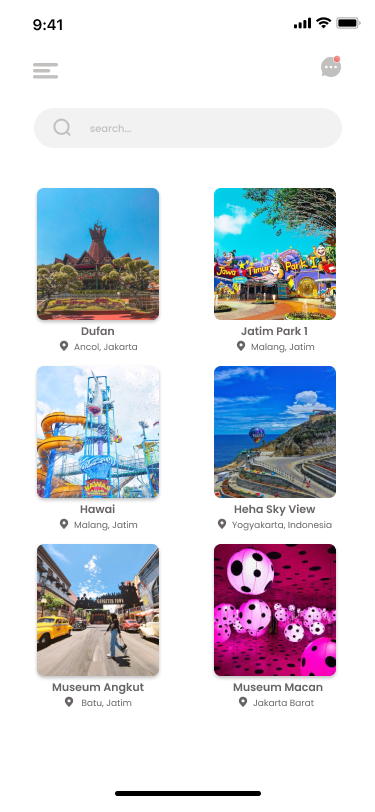 9:41
search...
Jawa Timur Park
Dufan
Ancol, Jakarta
Jatim Park 1
Malang, Jatim
HAWAI
Hawai
Malang, Jatim
Heha Sky View
Yogyakarta, Indonesia
Museum Angkut
Batu, Jatim
Museum Macan
Jakarta Barat